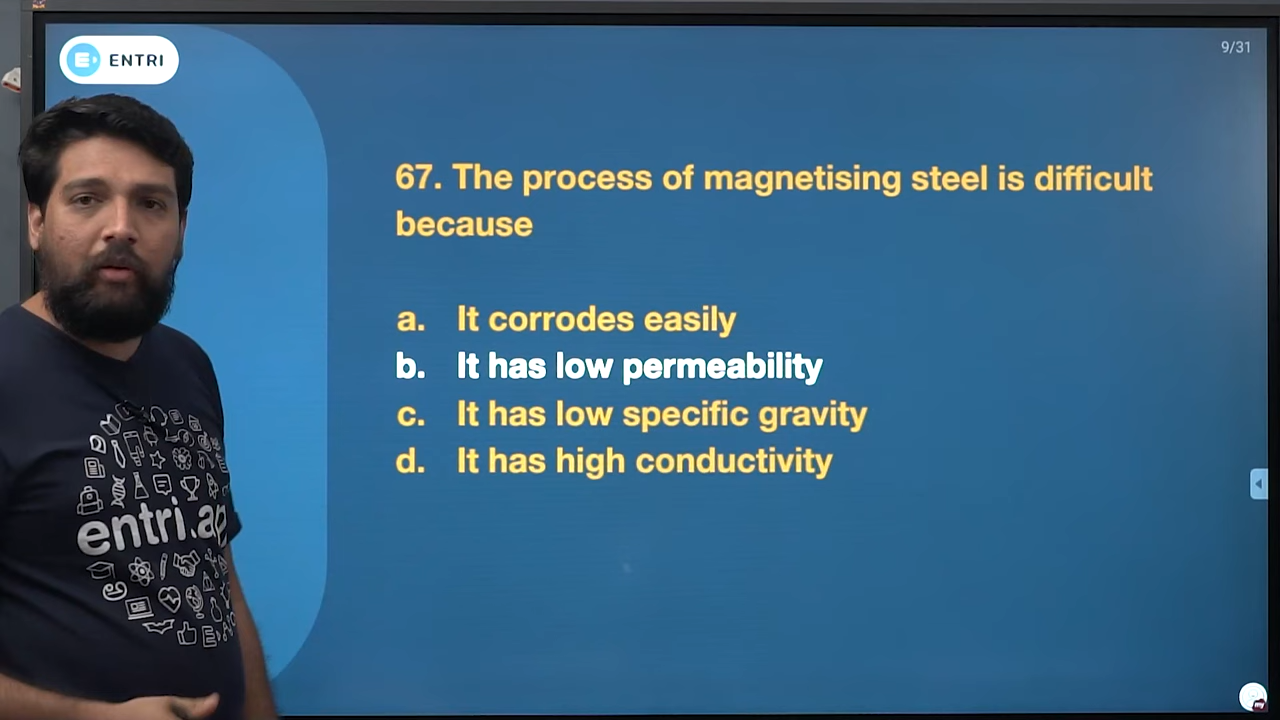 ENTRI
9/31
67. The process of magnetising steel is difficult
because
a. It corrodes easily
b. It has low permeability
c. It has low specific gravity
d. It has high conductivity
entri.ap